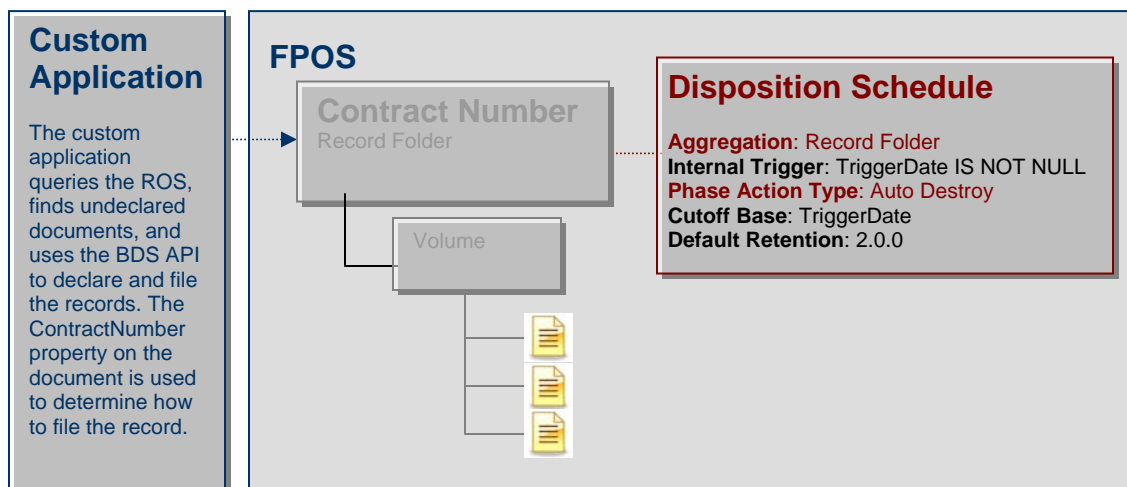 Custom
Application
The custom
application
queries the ROS,
finds undeclared
documents, and
uses the BDS API
to declare and file
the records. The
ContractNumber
property on the
document is used
to determine how
to file the record.
FPOS
Contract Number
Record Folder
Volume
Disposition Schedule
Aggregation: Record Folder
Internal Trigger: TriggerDate IS NOT NULL
Phase Action Type: Auto Destroy
Cutoff Base: TriggerDate
Default Retention: 2.0.0